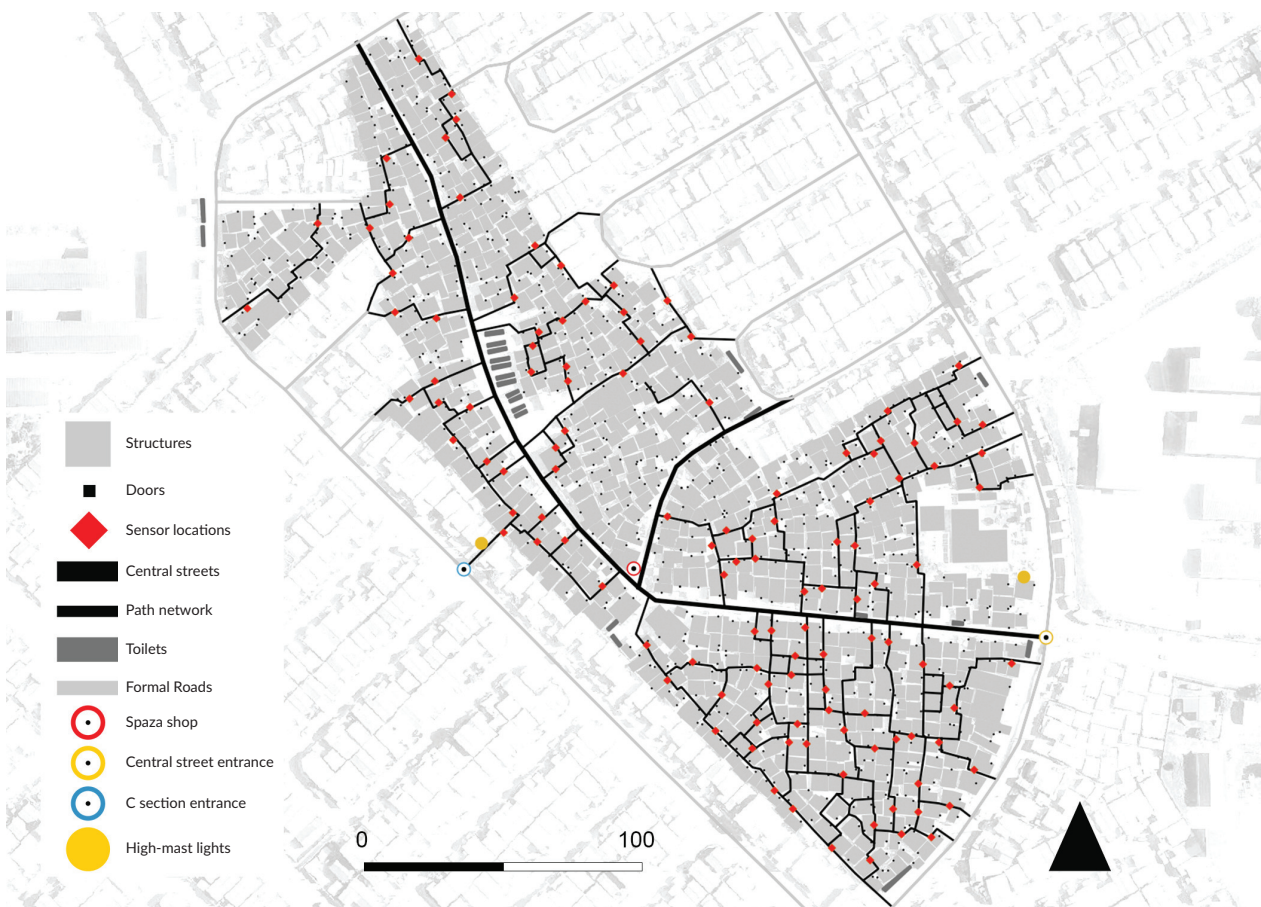 Structures
Doors
Sensor locations
Central streets
Path network
Toilets
Formal Roads
Spaza shop
Central street entrance
C section entrance
High-mast lights
0 100